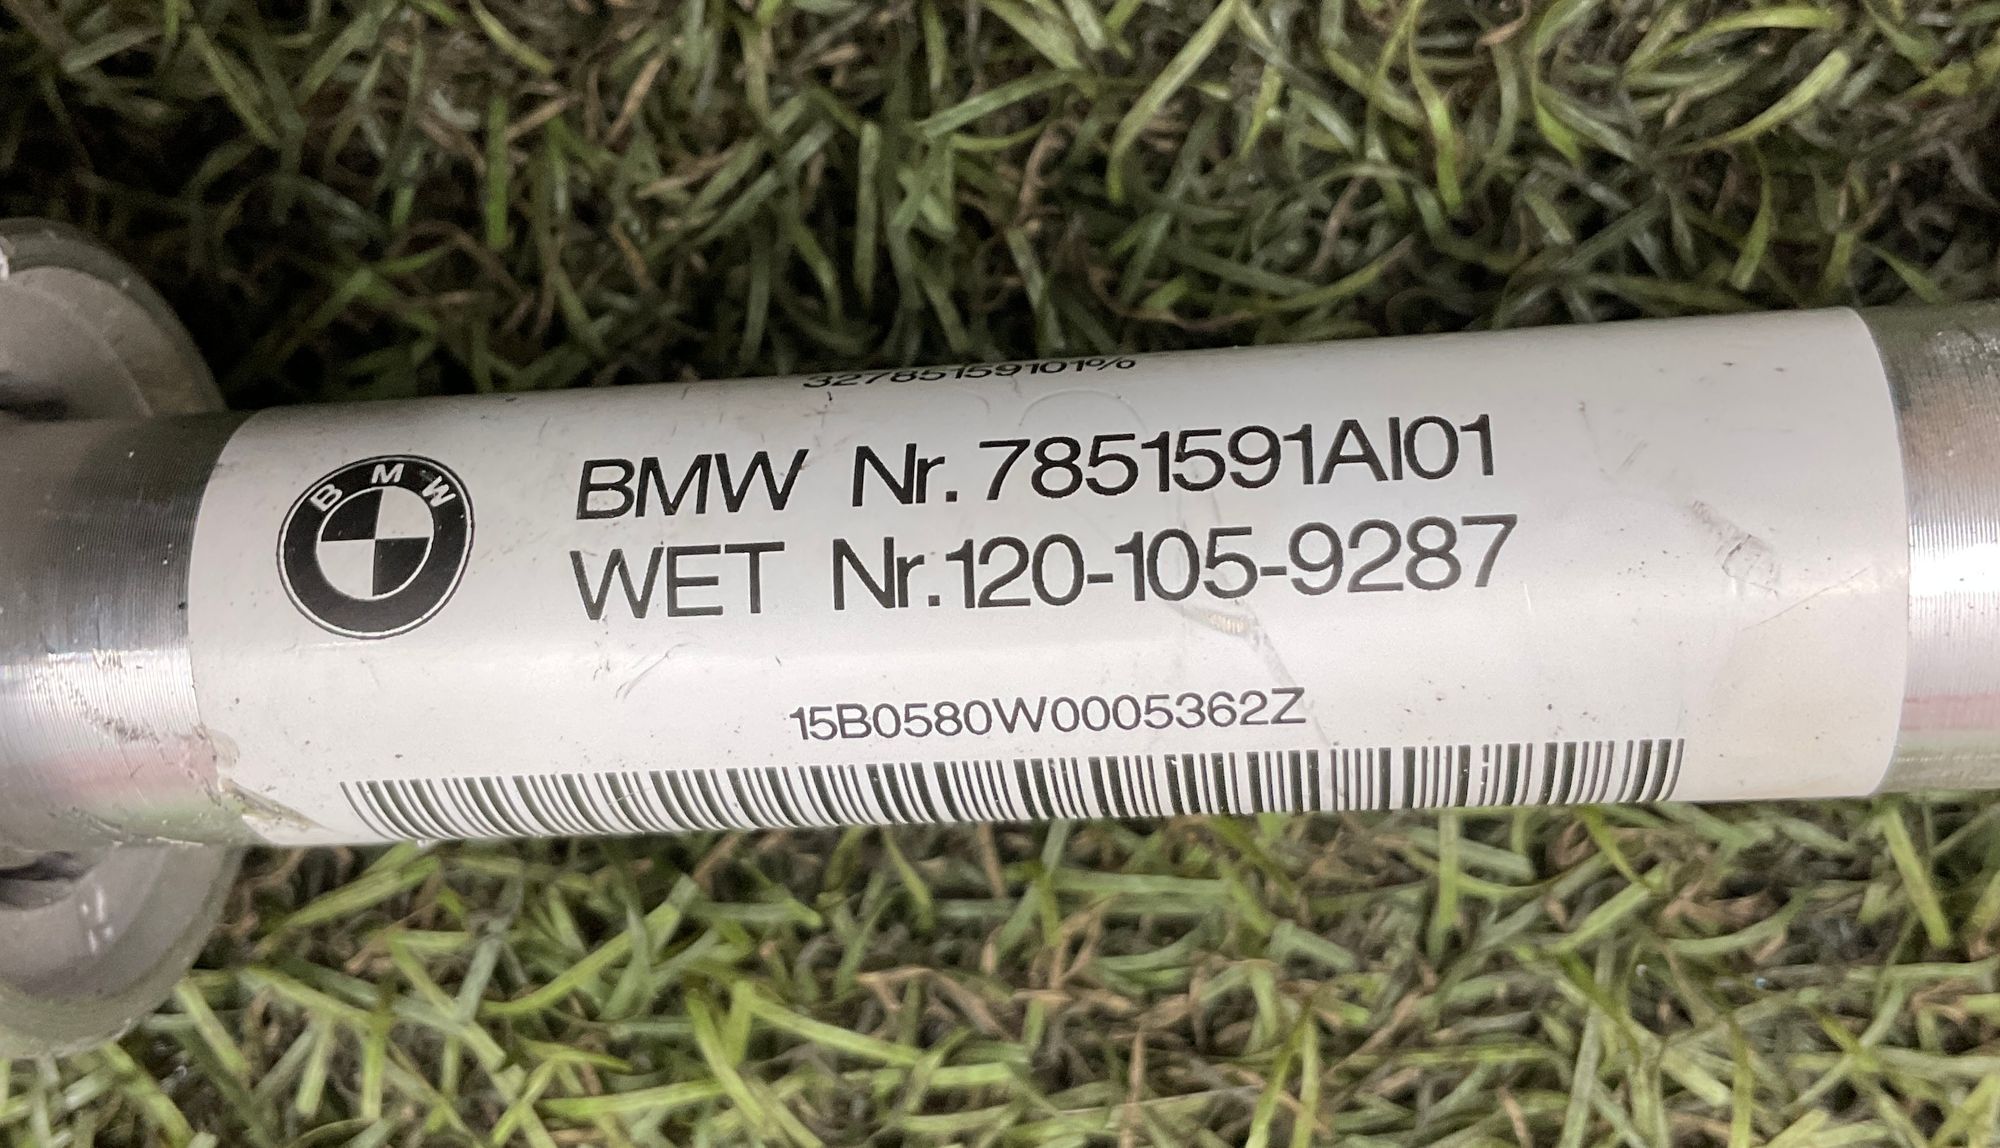 32785159101%
BMW
BMW Nr.7851591AI01
WET Nr.120-105-9287
15B0580W0005362Z